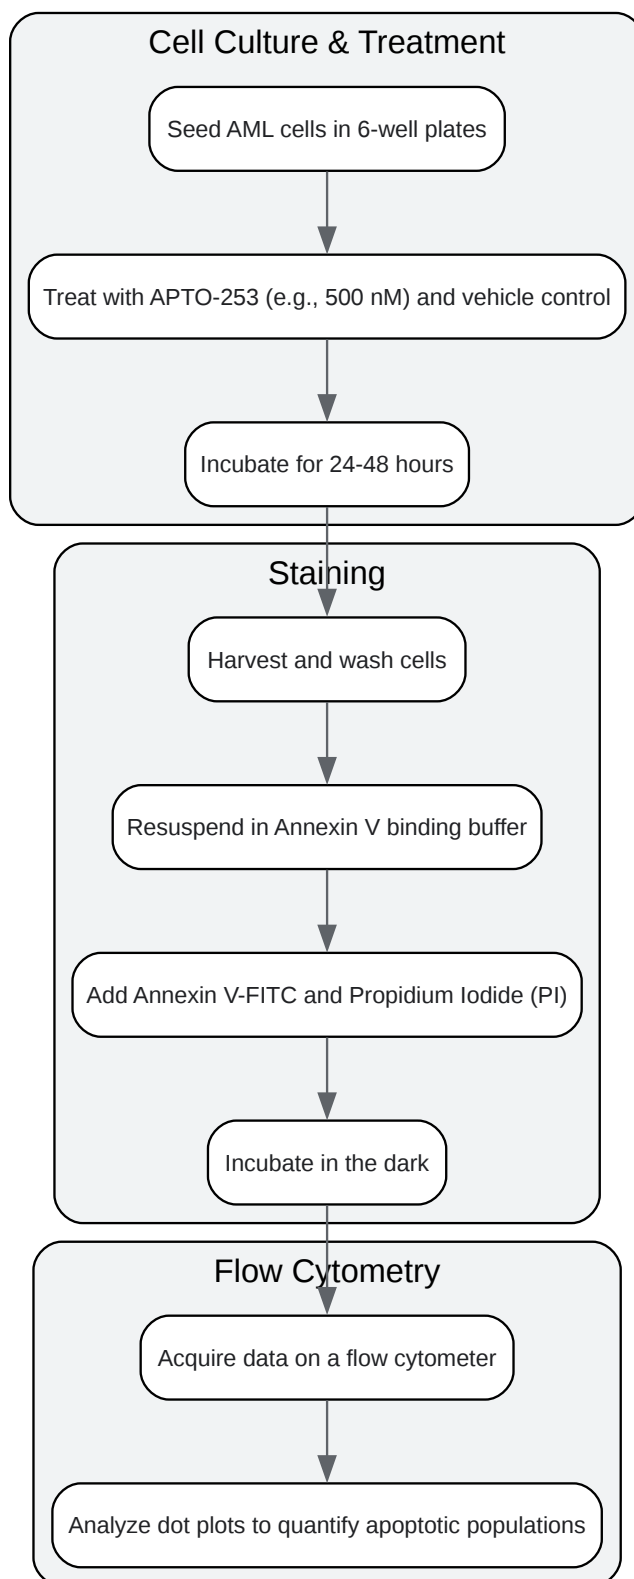 Cell Culture & Treatment
Seed AML cells in 6-well plates
Treat with APTO-253 (e.g., 500 nM) and vehicle control
Incubate for 24-48 hours
Staining
Harvest and wash cells
Resuspend in Annexin V binding buffer
Add Annexin V-FITC and Propidium Iodide (PI)
Incubate in the dark
Flow Cytometry
Acquire data on a flow cytometer
Analyze dot plots to quantify apoptotic populations